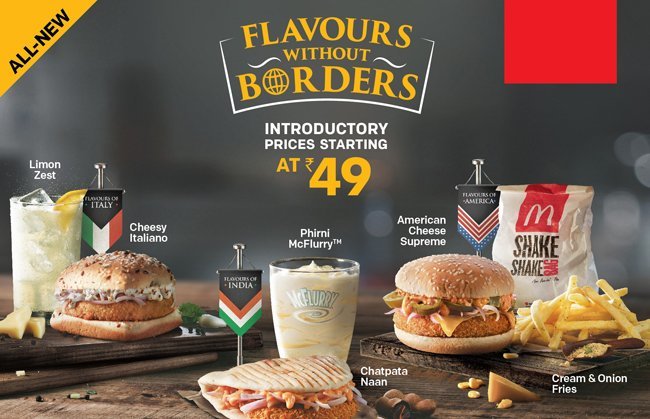 ALL-NEW
FLAVOURS
WITHOUT
BORDERS
INTRODUCTORY
PRICES STARTING
AT ₹49
Limon
Zest
FLAVOURS OF
ITALY
Cheesy
Italiano
FLAVOURS OF
INDIA
Phirni
McFlurry™
McFLURRY
Chatpata
Naan
American
Cheese
Supreme
FLAVOURS OF
AMERICA
M
SHAKE
SHAKE
BAG
Cream & Onion
Fries